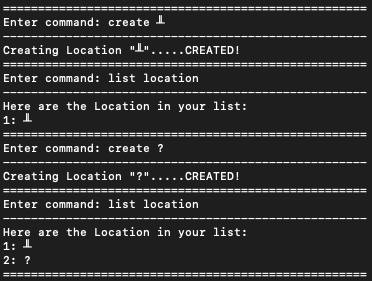 ====================================================
Enter command: create ╨
----------------------------------------------------
Creating Location "╨".....CREATED!
====================================================
Enter command: list location
----------------------------------------------------
Here are the Location in your list:
1: ╨
====================================================
Enter command: create ?
----------------------------------------------------
Creating Location "?".....CREATED!
====================================================
Enter command: list location
----------------------------------------------------
Here are the Location in your list:
1: ╨
2: ?
====================================================